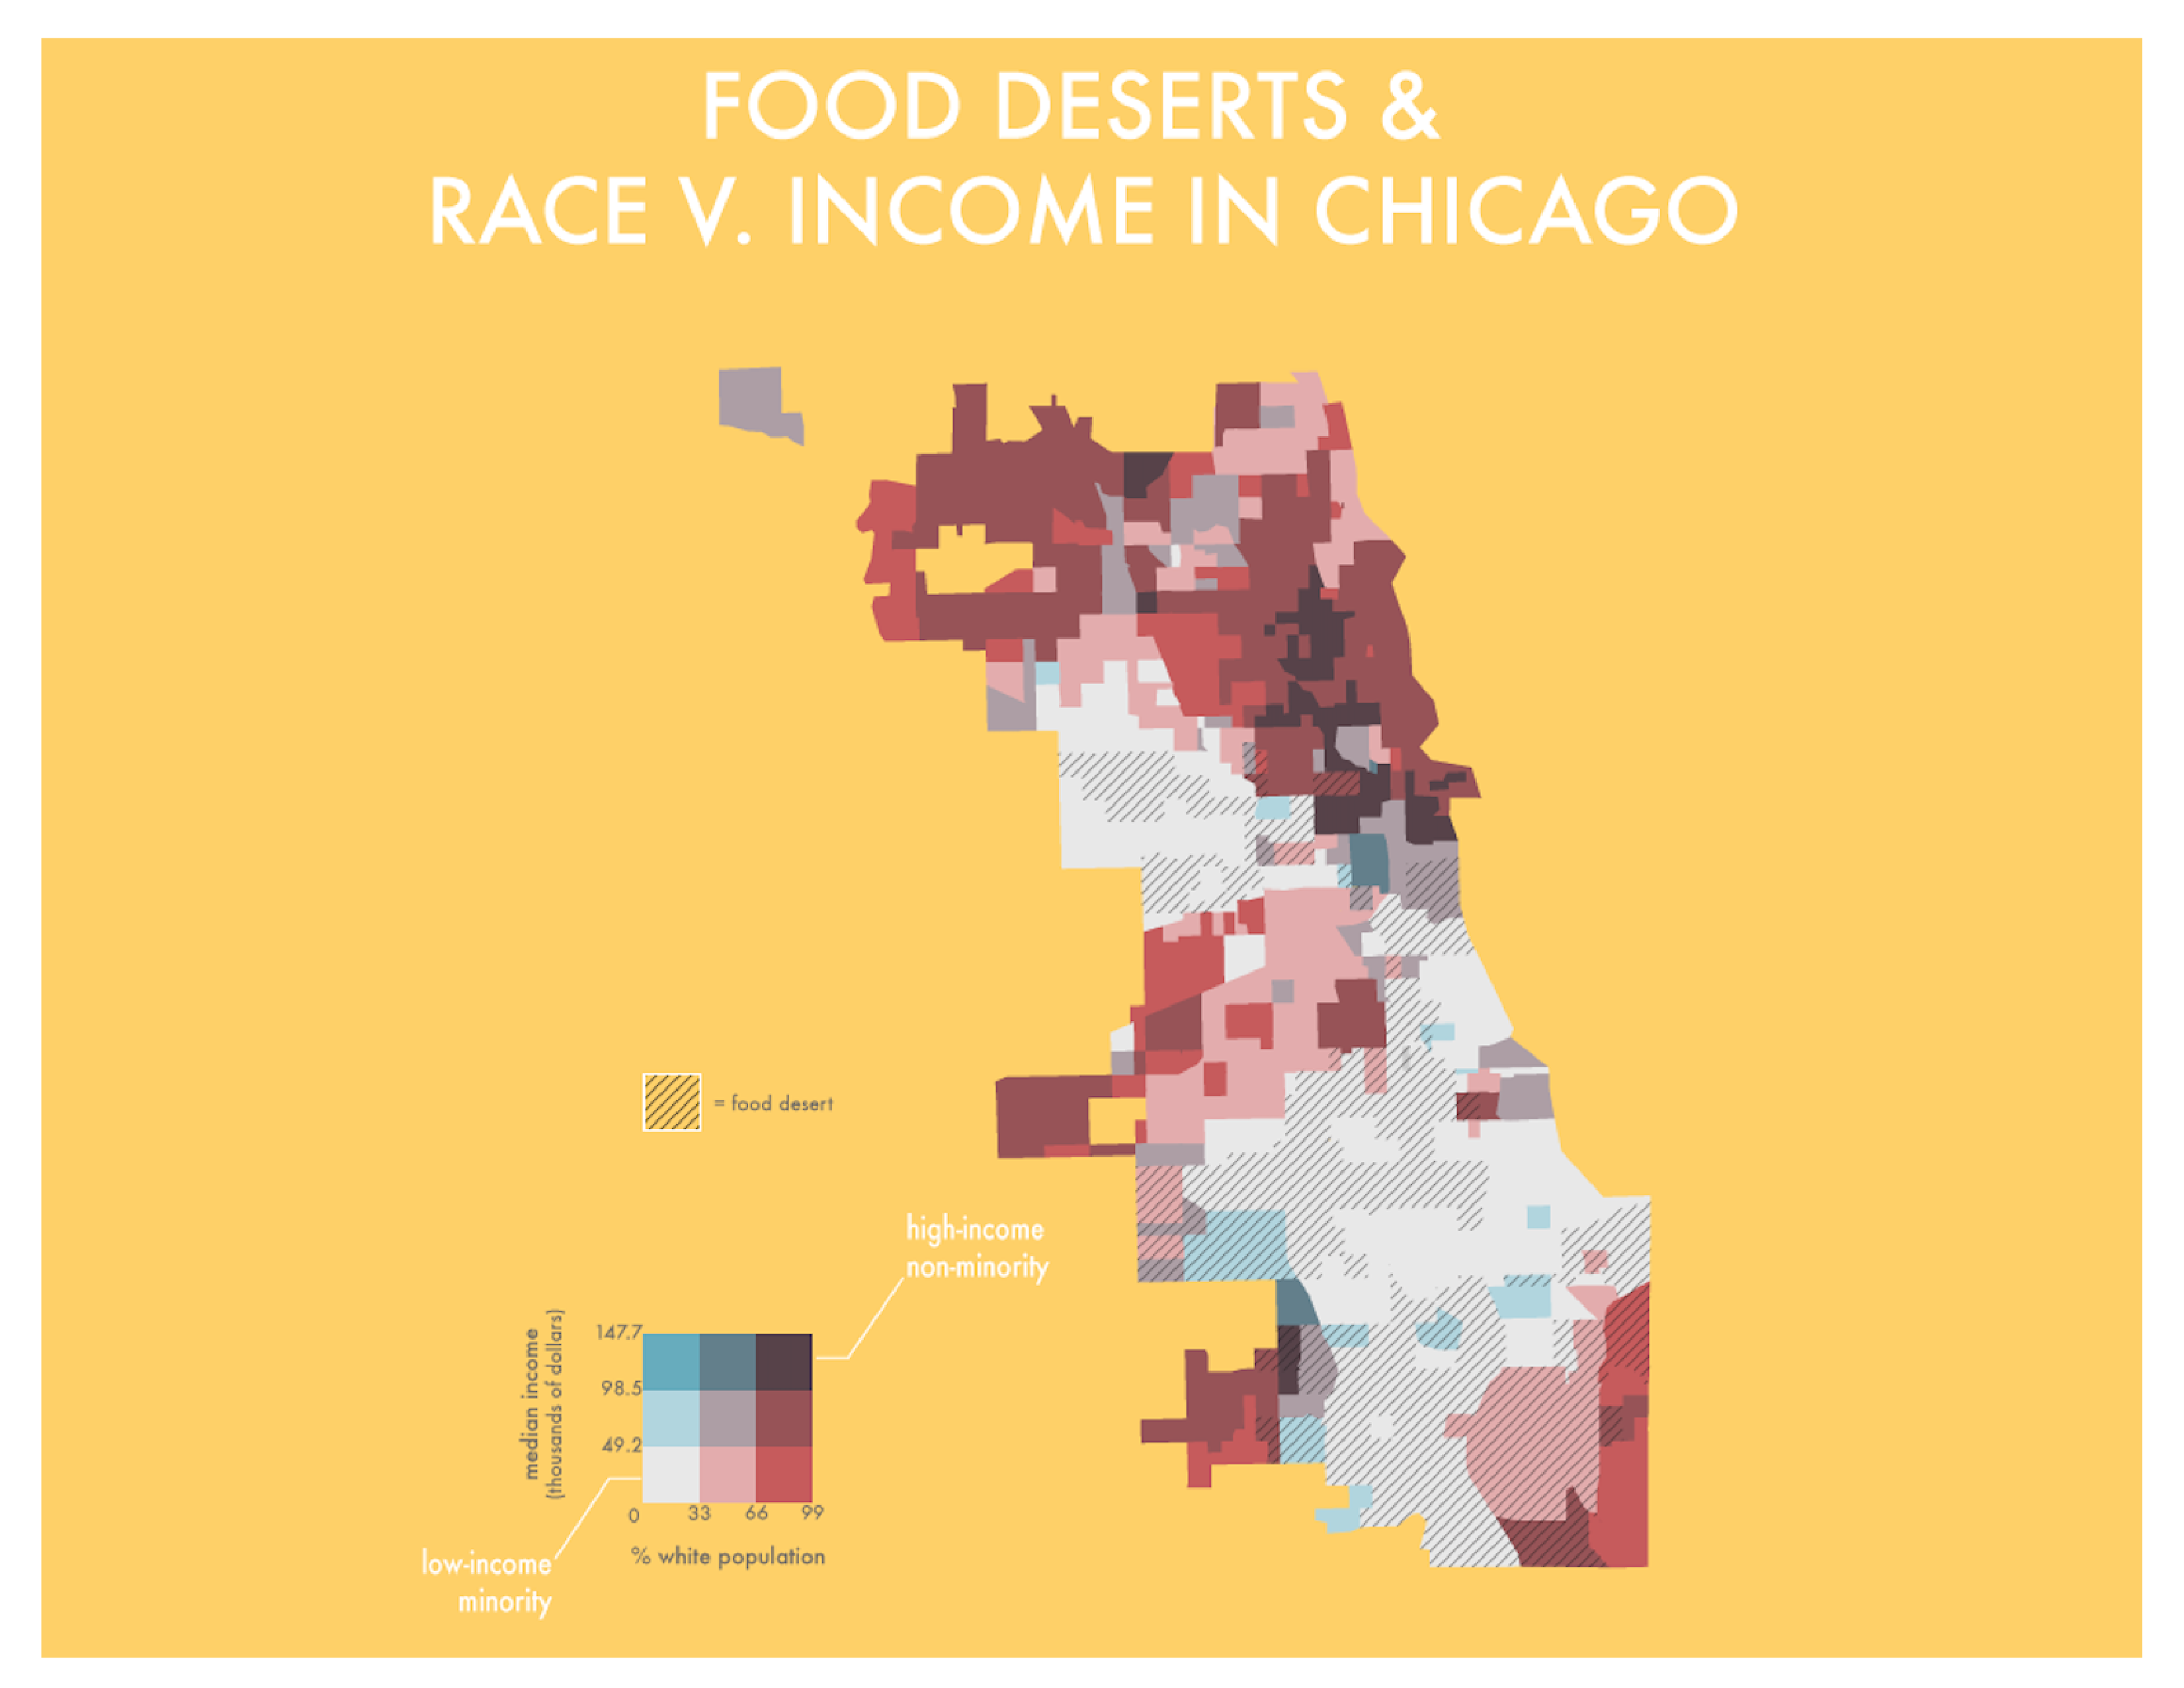 FOOD DESERTS &
RACE V. INCOME IN CHICAGO
= food desert
high-income
non-minority
median income
(thousands of dollars)
147.7
98.5
49.2
0 33 66 99
% white population
low-income
minority